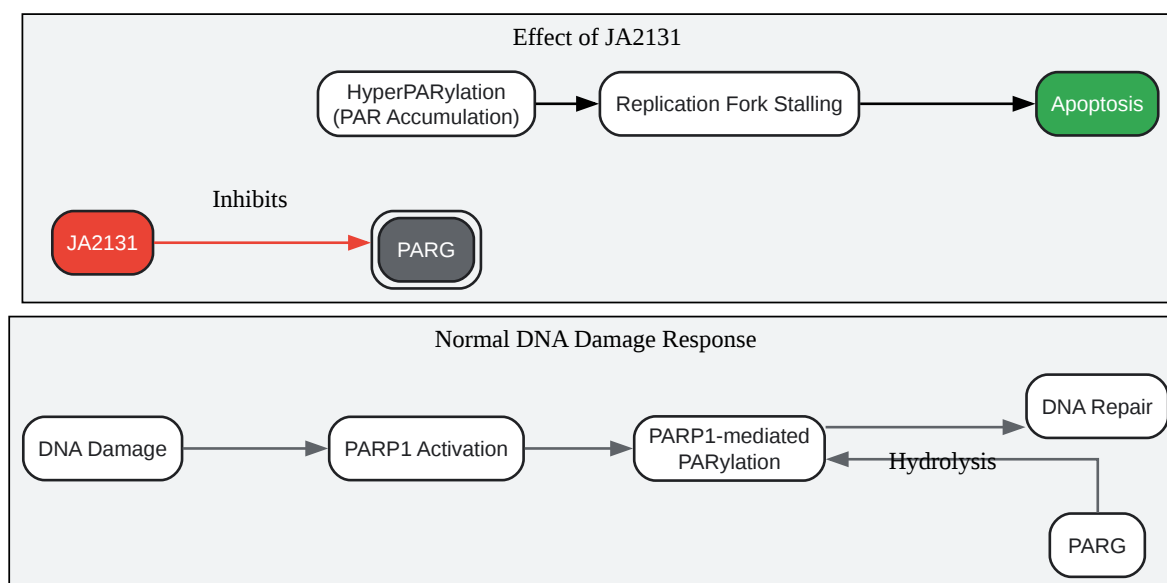 Effect of JA2131
HyperPARylation
(PAR Accumulation)
Replication Fork Stalling
Apoptosis
Inhibits
JA2131
PARG
Normal DNA Damage Response
DNA Damage
PARP1 Activation
PARP1-mediated
PARylation
DNA Repair
Hydrolysis
PARG